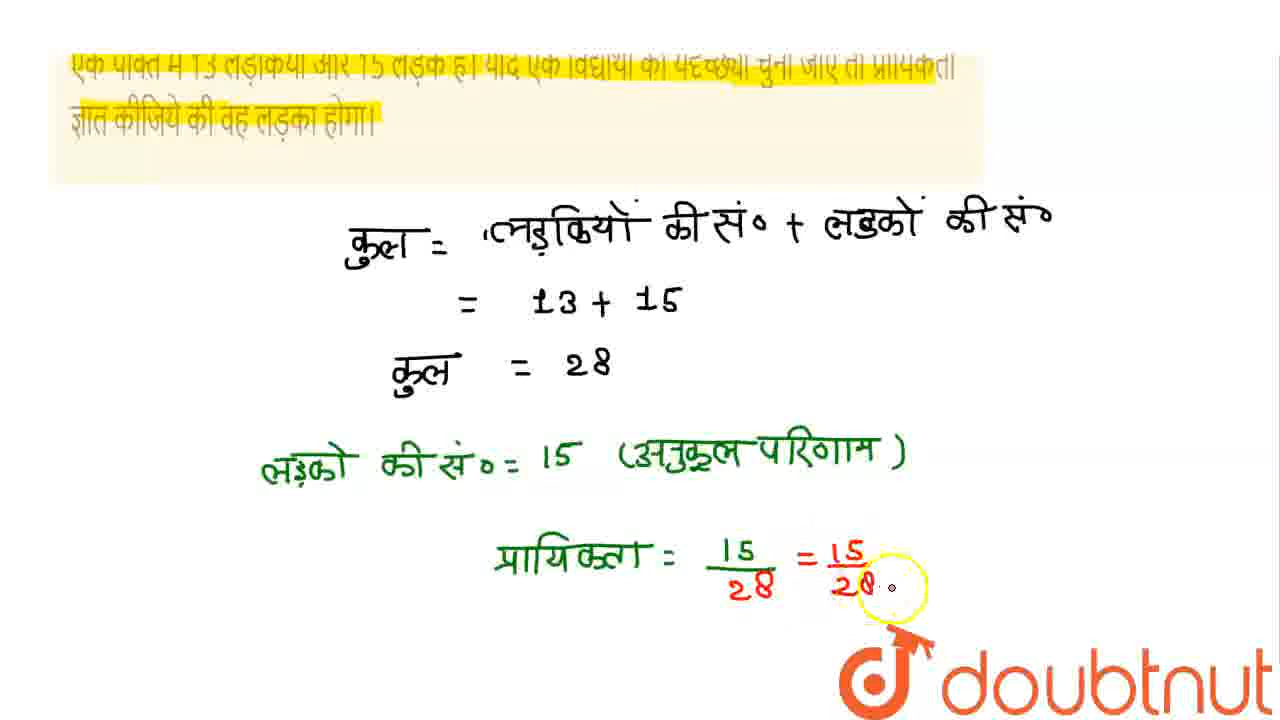 एक पंक्ति में 13 लड़कियाँ और 15 लड़के है। यदि एक विद्यार्थी को यदृच्छया चुना जाए तो प्रायिकता
ज्ञात कीजिये की वह लड़का होगा।
कुल = लड़कियों की सं० + लडकों की सं०
= 13 + 15
कुल = 28
लड़को की सं० = 15 (अनुकूल परिणाम)
प्रायिकता = 15/28 = 15/28
doubtnut